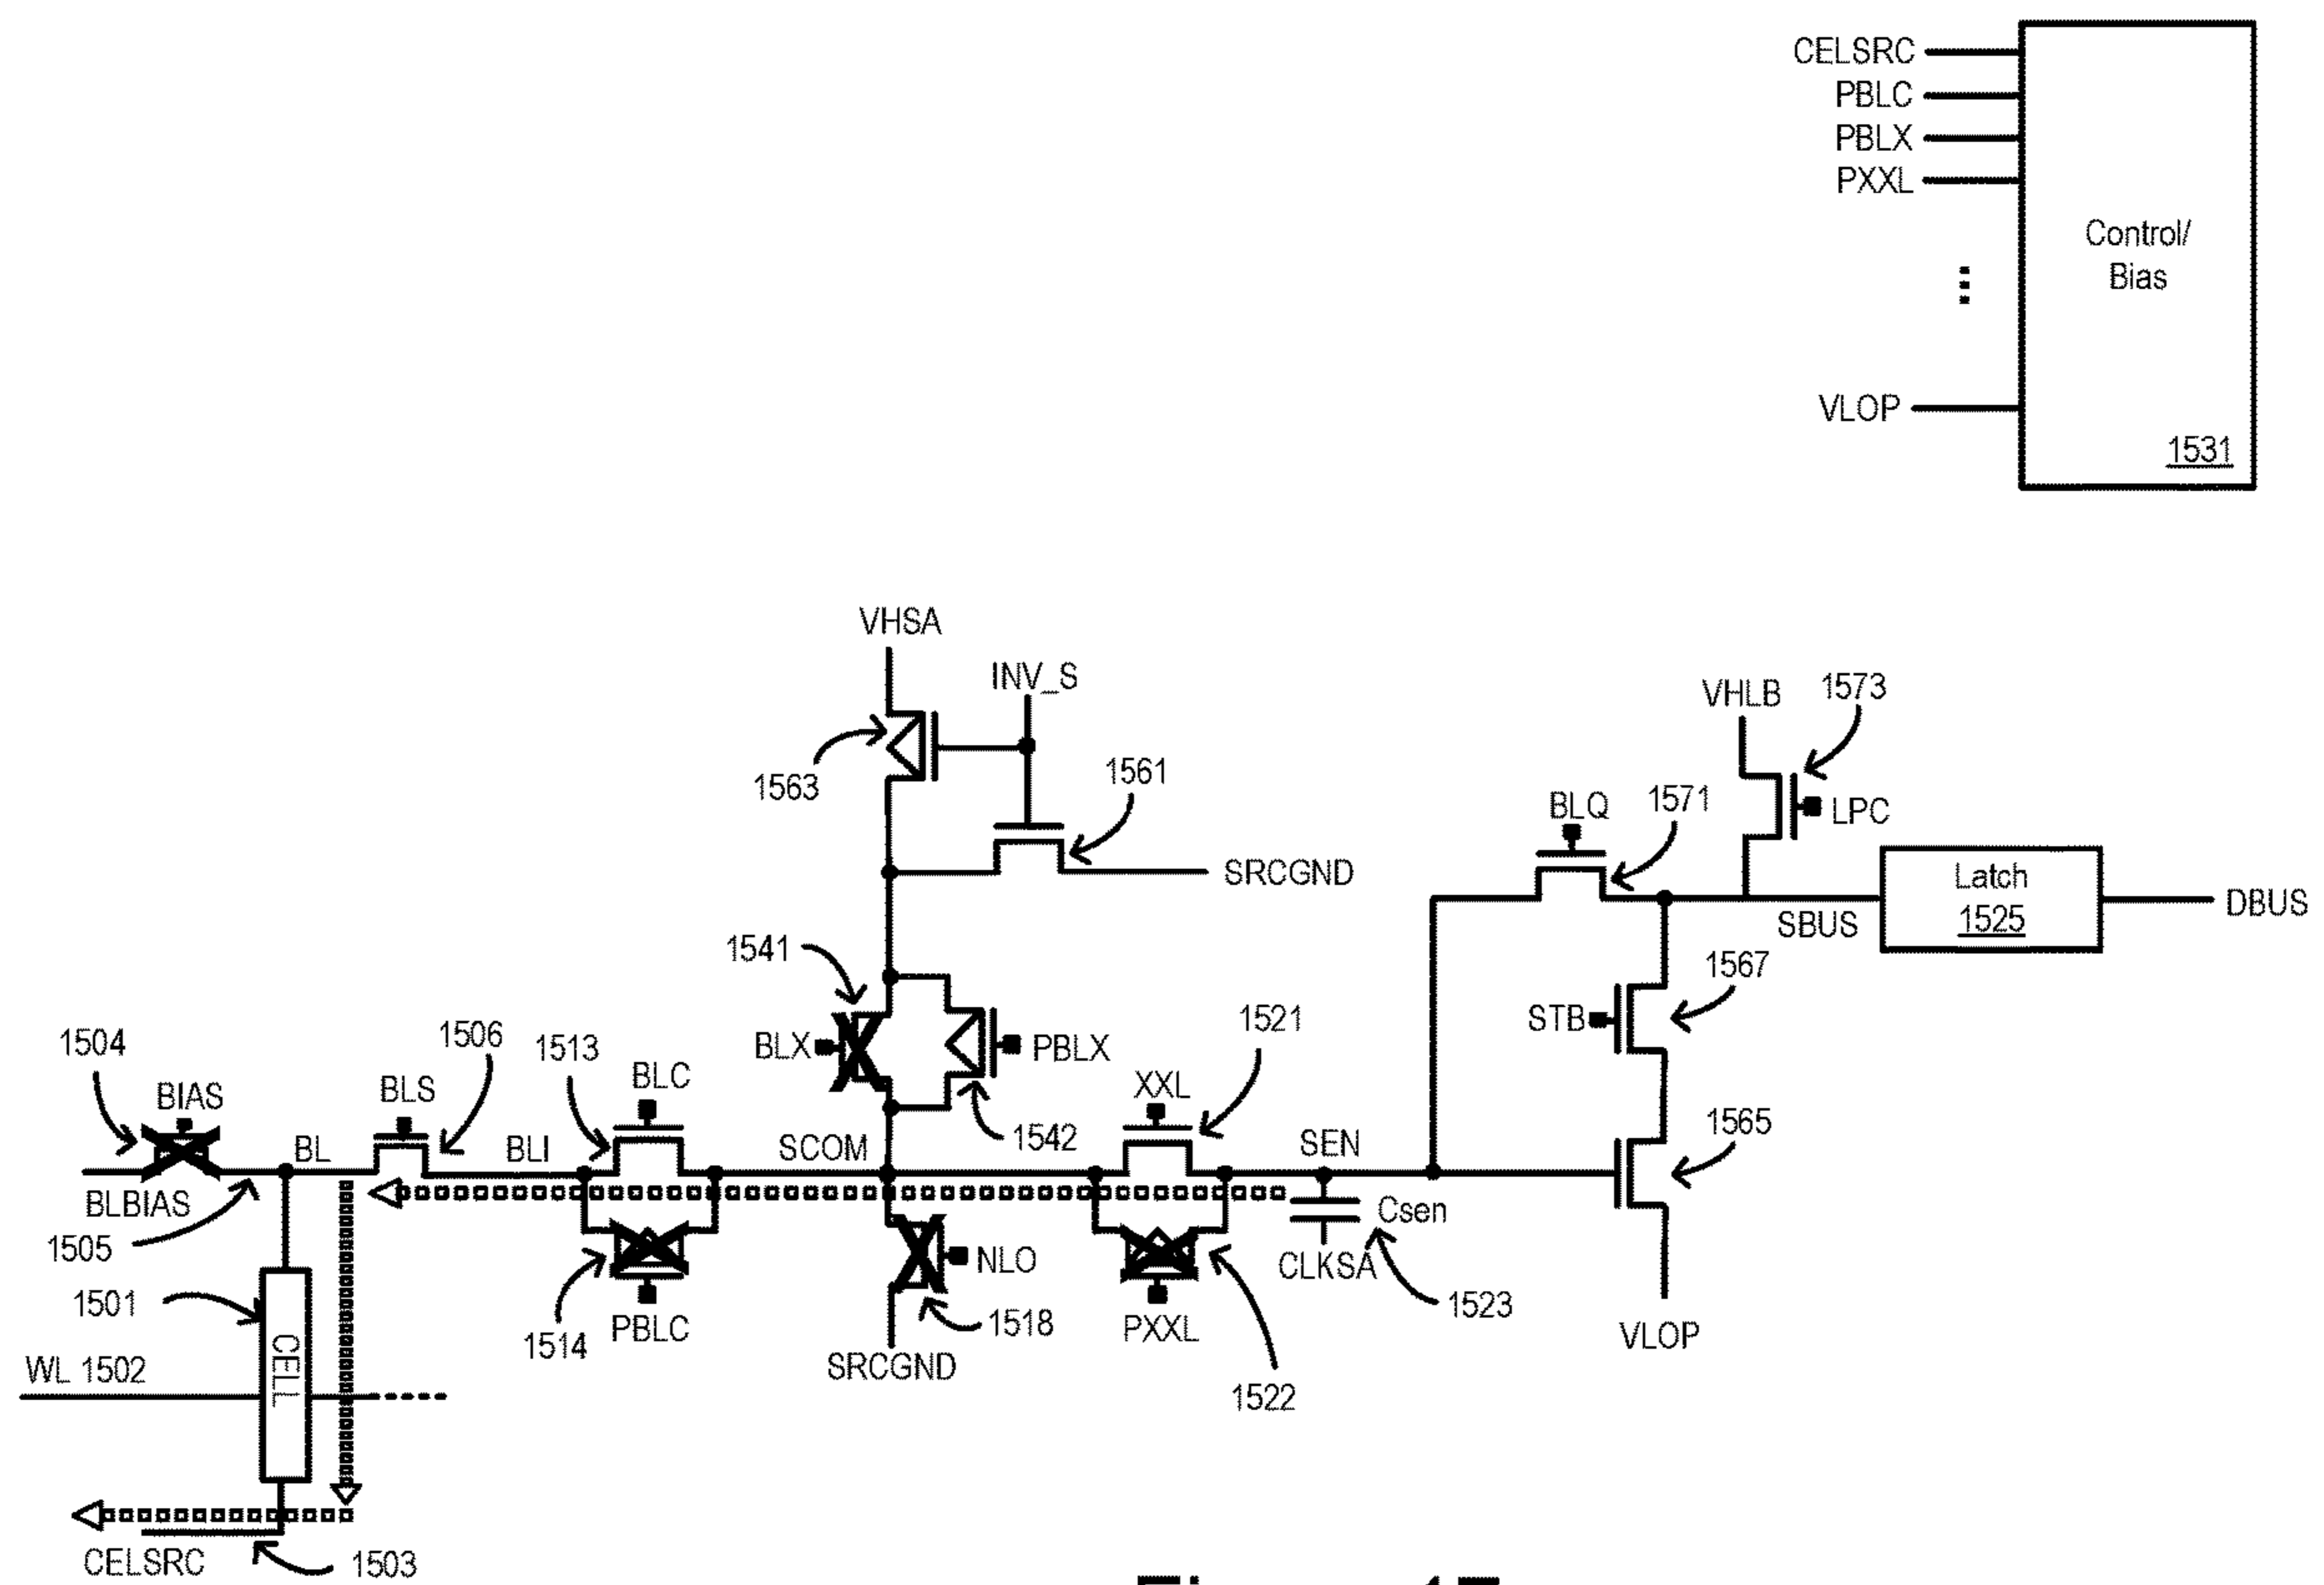 CELSRC
PBLC
PBLX
PXXL
Control/
Bias
VLOP
1531
VHSA
INV_S
1563
1561
SRCGND
VHLB
1573
BLQ
1571
LPC
Latch
1525
SBUS
DBUS
1541
BLX
PBLX
1542
1567
STB
1565
VLOP
1504
BIAS
BLS
1506
1513
BLC
XXL
1521
BL
BLI
SCOM
SEN
BLBIAS
1505
Csen
CLKSA
1523
NLO
1518
SRCGND
1514
PBLC
PXXL
1522
1501
CELL
WL 1502
CELSRC
1503